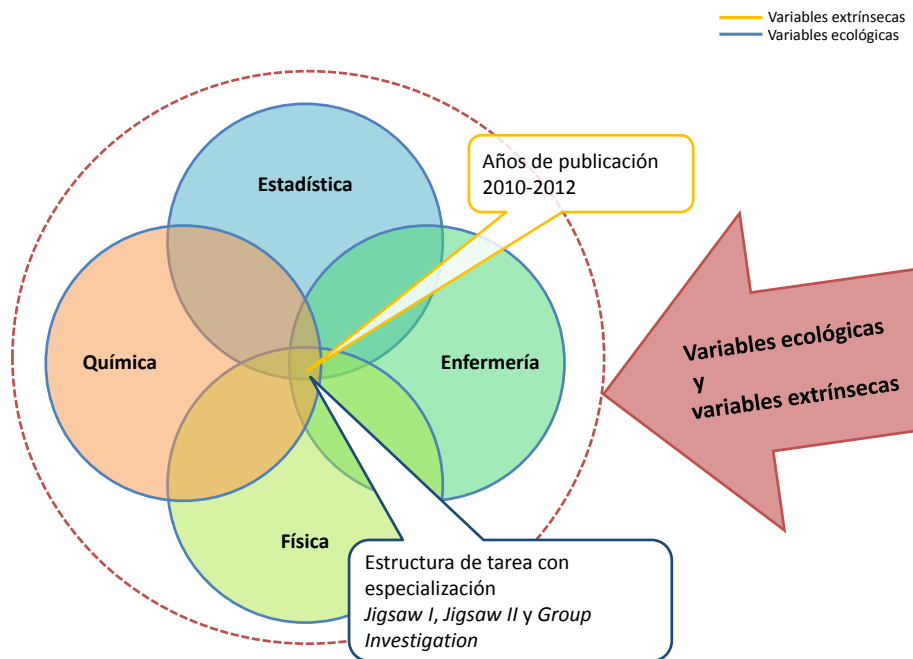 Variables extrínsecas
Variables ecológicas
Años de publicación
2010-2012
Estadística
Química
Enfermería
Física
Variables ecológicas
y
variables extrínsecas
Estructura de tarea con
especialización
Jigsaw I, Jigsaw II y Group
Investigation